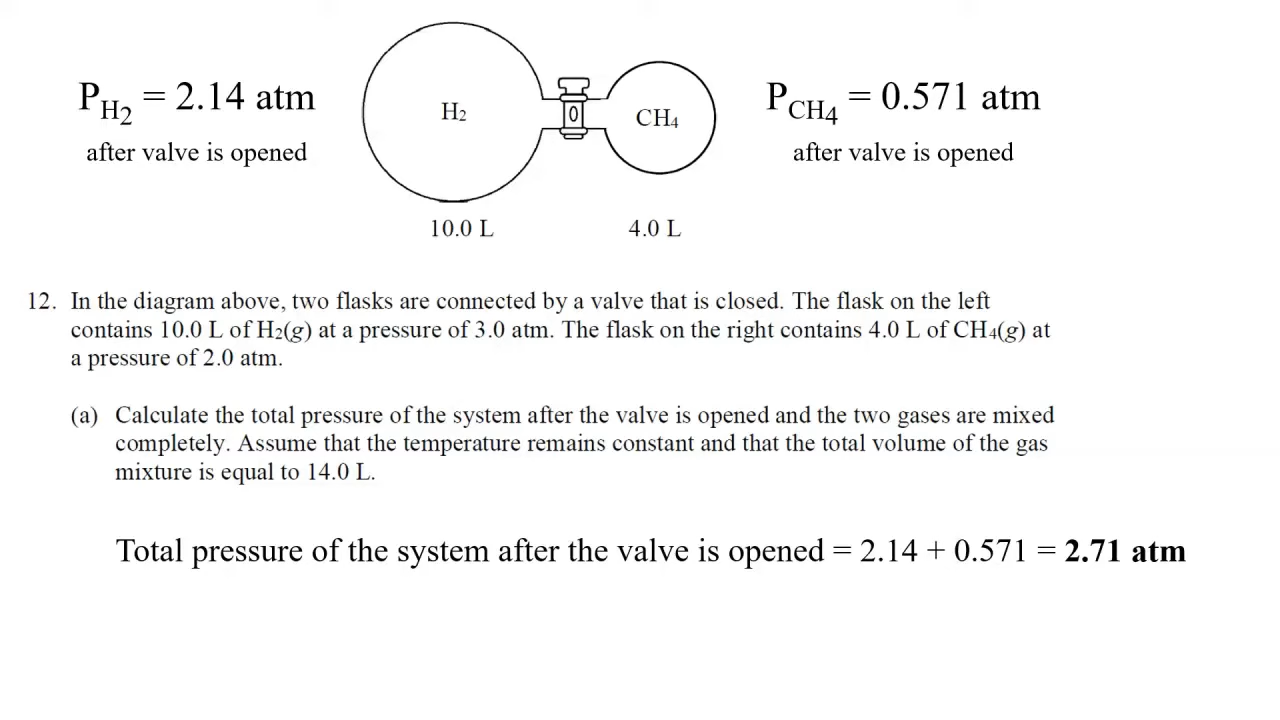 P_H2 = 2.14 atm
after valve is opened
H₂
CH₄
0
10.0 L
4.0 L
P_CH4 = 0.571 atm
after valve is opened
12. In the diagram above, two flasks are connected by a valve that is closed. The flask on the left
contains 10.0 L of H₂(g) at a pressure of 3.0 atm. The flask on the right contains 4.0 L of CH₄(g) at
a pressure of 2.0 atm.
(a) Calculate the total pressure of the system after the valve is opened and the two gases are mixed
completely. Assume that the temperature remains constant and that the total volume of the gas
mixture is equal to 14.0 L.
Total pressure of the system after the valve is opened = 2.14 + 0.571 = 2.71 atm